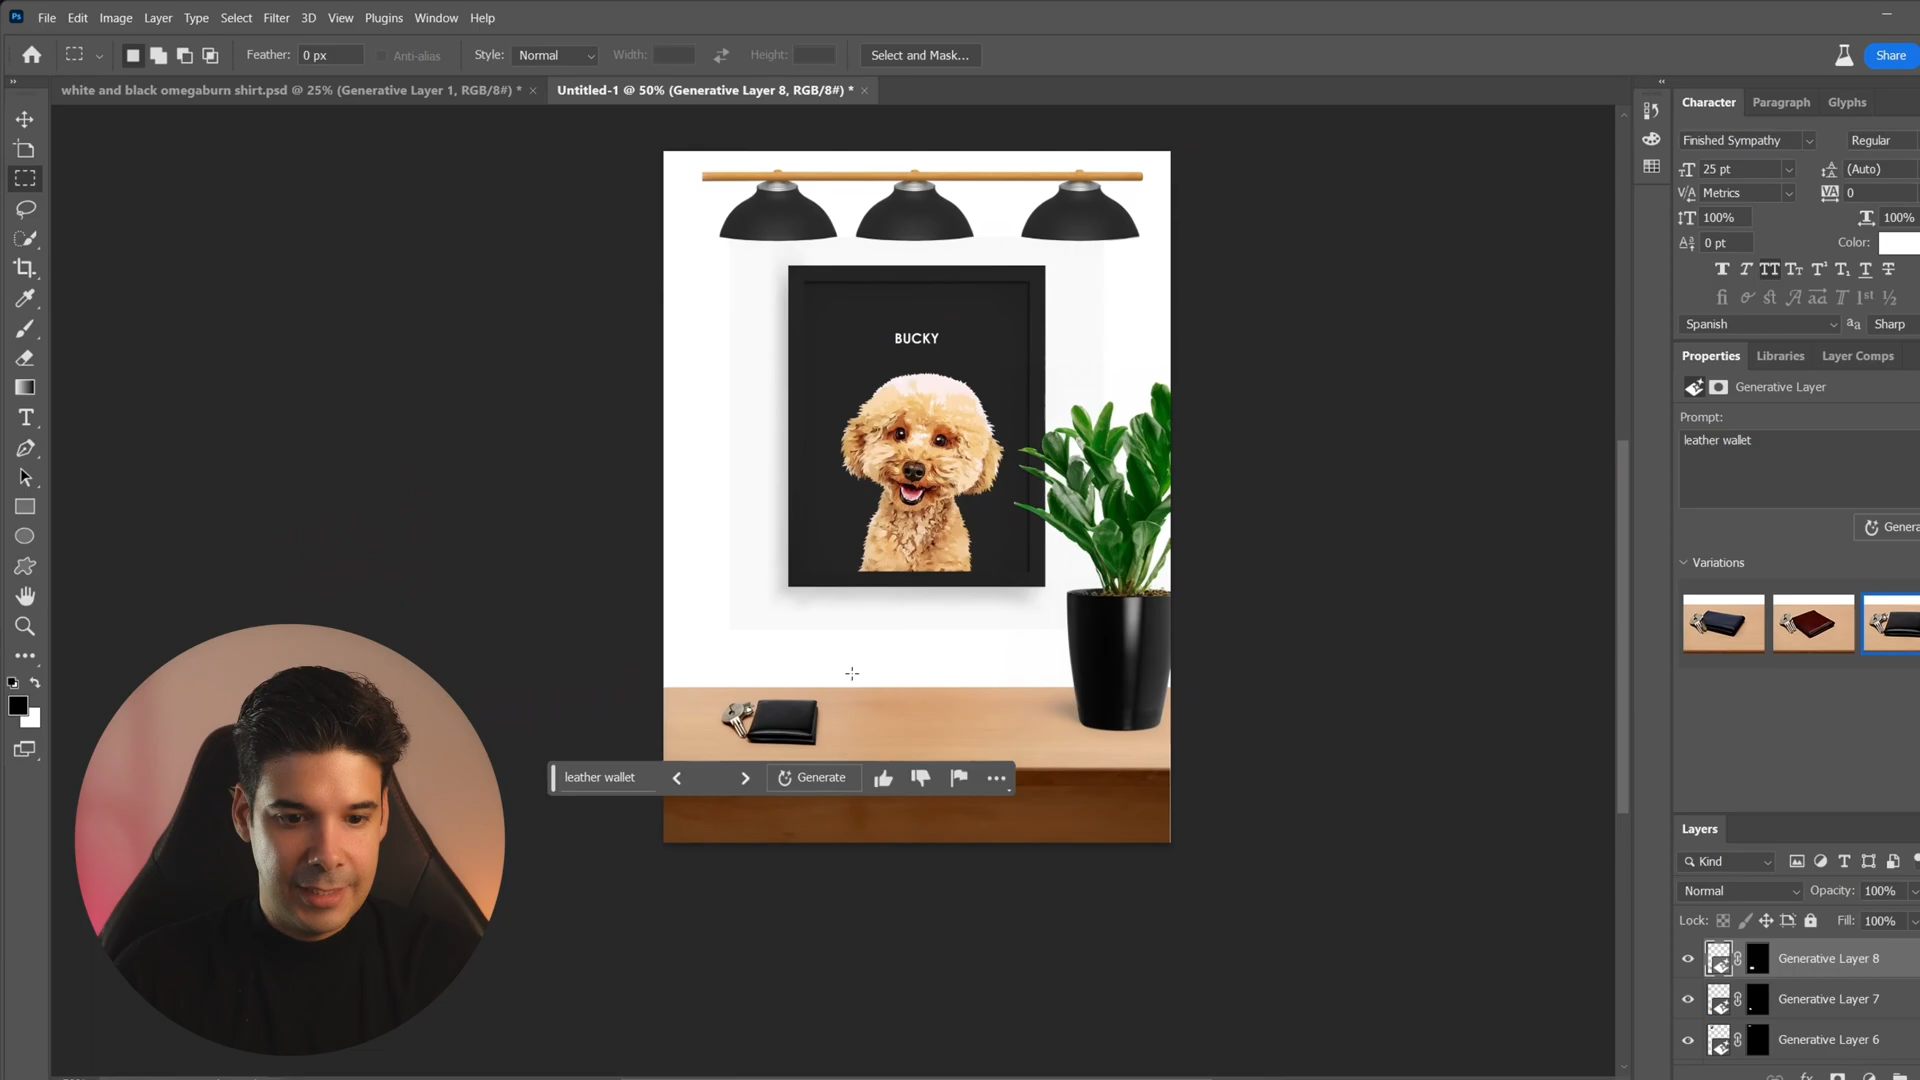 Ps File Edit Image Layer Type Select Filter 3D View Plugins Window Help
Feather: 0 px Anti-alias Style: Normal Width: Height: Select and Mask... Share
white and black omegaburn shirt.psd @ 25% (Generative Layer 1, RGB/8#) * × Untitled-1 @ 50% (Generative Layer 8, RGB/8#) * ×
Character Paragraph Glyphs
Finished Sympathy Regular
25 pt (Auto)
Metrics 0
100% 100%
0 pt Color:
Spanish aa Sharp
Properties Libraries Layer Comps
Generative Layer
Prompt:
leather wallet
Genera
Variations
BUCKY
leather wallet Generate
Layers
Kind
Normal Opacity: 100%
Lock: Fill: 100%
Generative Layer 8
Generative Layer 7
Generative Layer 6